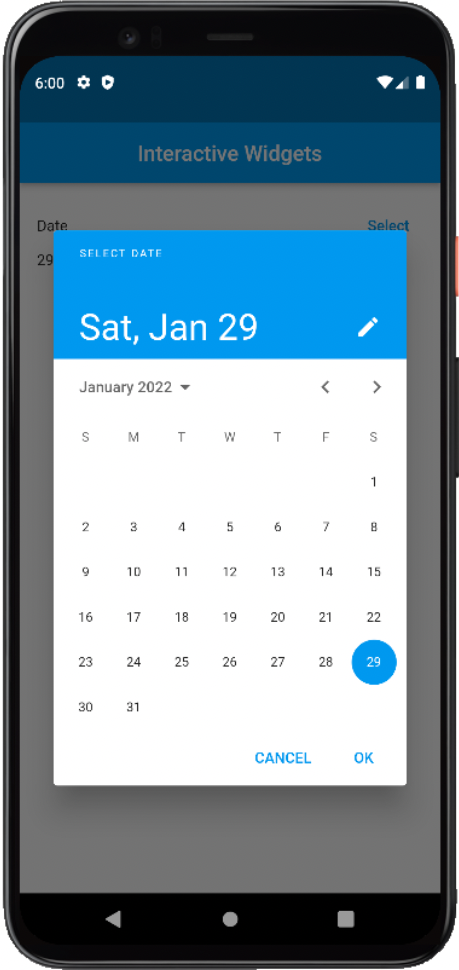 6:00
Interactive Widgets
Date Select
29
SELECT DATE
Sat, Jan 29
January 2022
S M T W T F S
1
2 3 4 5 6 7 8
9 10 11 12 13 14 15
16 17 18 19 20 21 22
23 24 25 26 27 28 29
30 31
CANCEL OK